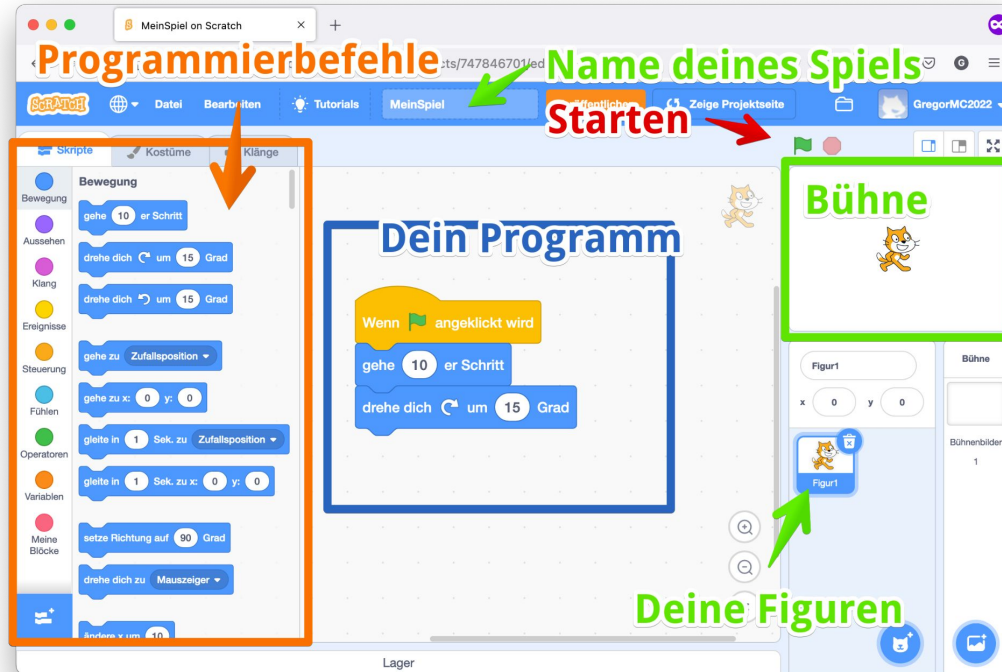 MeinSpiel on Scratch
Programmierbefehle
cts/747846701/ed
Name deines Spiels
G
SCRATCH
Datei
Bearbeiten
Tutorials
MeinSpiel
Zeige Projektseite
GregorMC2022
Starten
Skripte
Kostüme
Klänge
Bewegung
Aussehen
Klang
Ereignisse
Steuerung
Fühlen
Operatoren
Variablen
Meine
Blöcke
Bewegung
gehe 10 er Schritt
drehe dich um 15 Grad
drehe dich um 15 Grad
gehe zu Zufallsposition
gehe zu x: 0 y: 0
gleite in 1 Sek. zu Zufallsposition
gleite in 1 Sek. zu x: 0 y: 0
setze Richtung auf 90 Grad
drehe dich zu Mauszeiger
ändere x um 10
Dein Programm
Wenn angeklickt wird
gehe 10 er Schritt
drehe dich um 15 Grad
Bühne
Figur1
x 0 y 0
Figur1
Bühne
Bühnenbilder
1
Deine Figuren
Lager